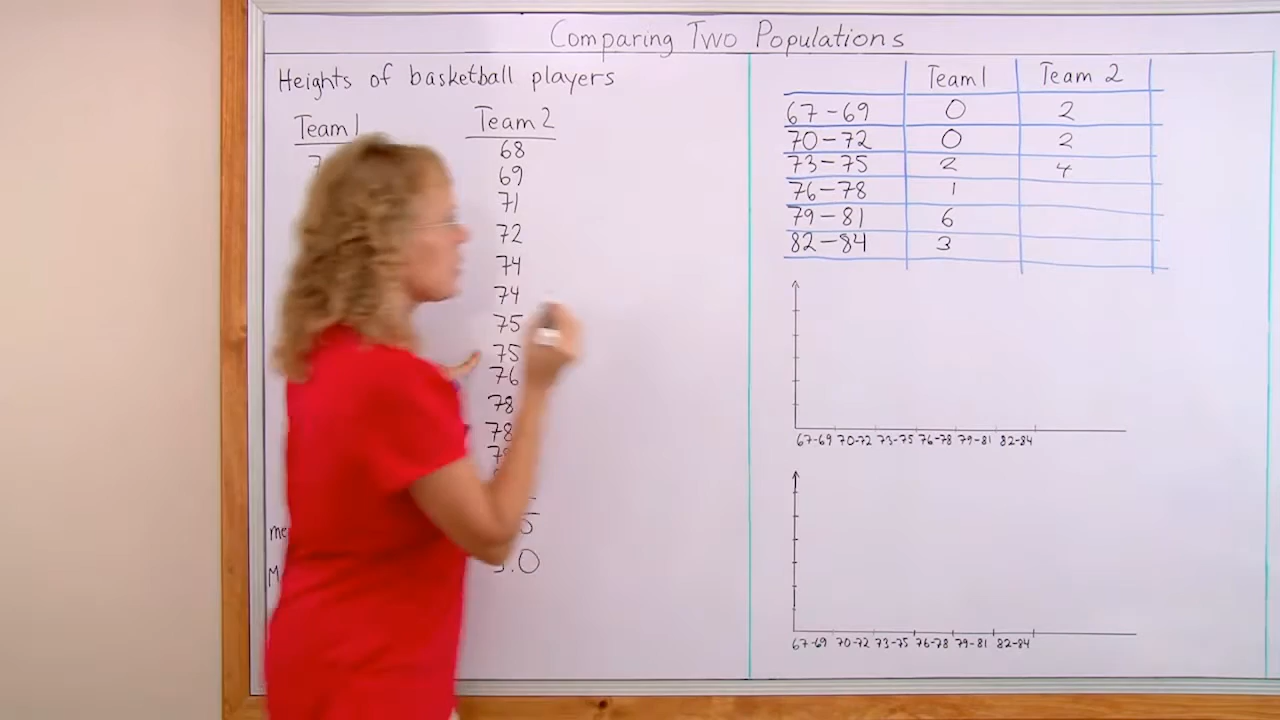 Comparing Two Populations
Heights of basketball players
Team 1
Team 2
68
69
71
72
74
74
75
75
76
78
78
Team 1 Team 2
67-69 0 2
70-72 0 2
73-75 2 4
76-78 1
79-81 6
82-84 3
67-69 70-72 73-75 76-78 79-81 82-84
67-69 70-72 73-75 76-78 79-81 82-84